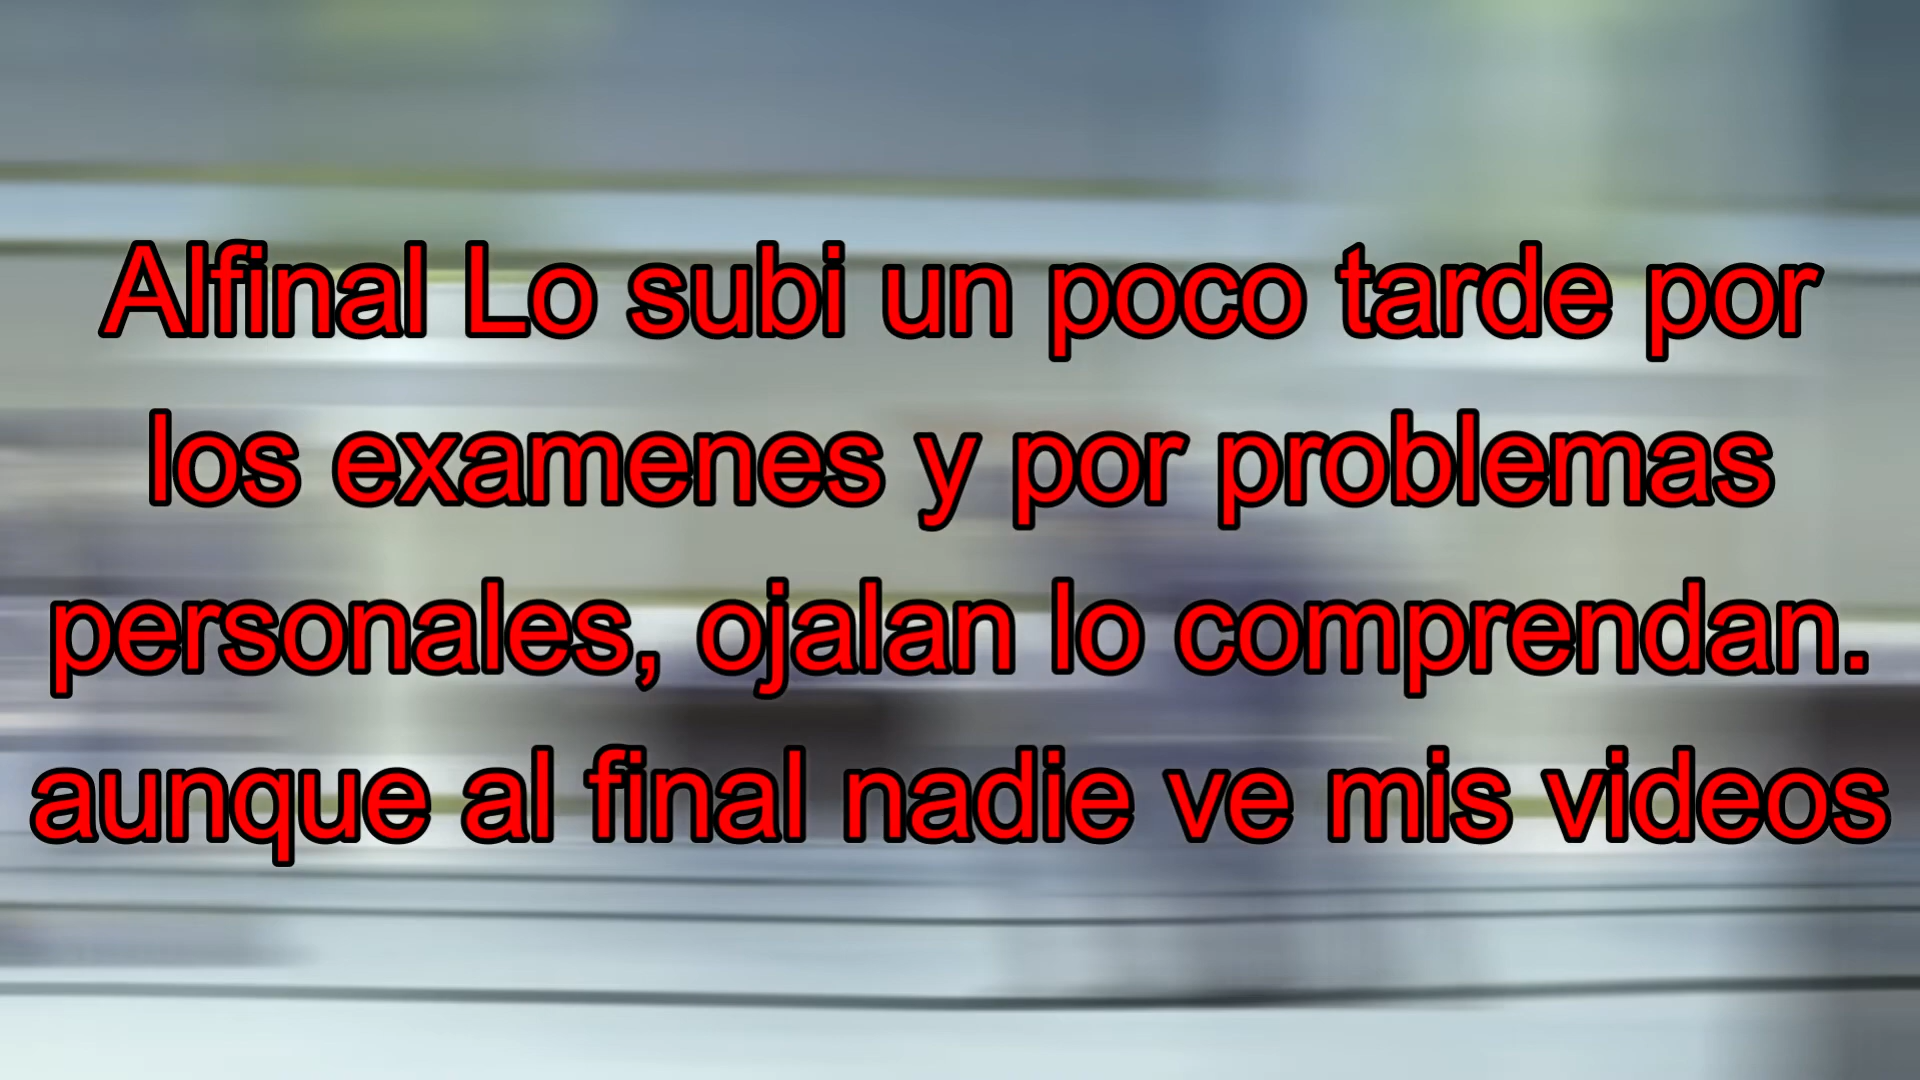 Alfinal Lo subi un poco tarde por
los examenes y por problemas
personales, ojalan lo comprendan.
aunque al final nadie ve mis videos